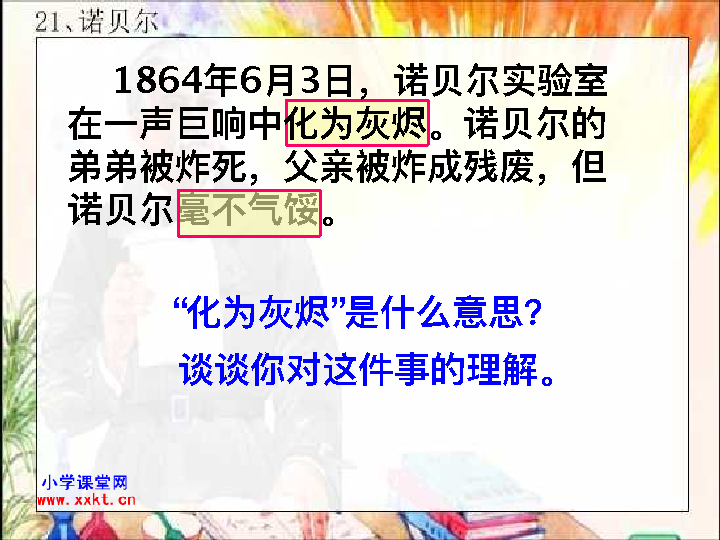 21、诺贝尔
1864年6月3日，诺贝尔实验室
在一声巨响中化为灰烬。诺贝尔的
弟弟被炸死，父亲被炸成残废，但
诺贝尔毫不气馁。
“化为灰烬”是什么意思？
谈谈你对这件事的理解。
小学课堂网
www.xxkt.cn